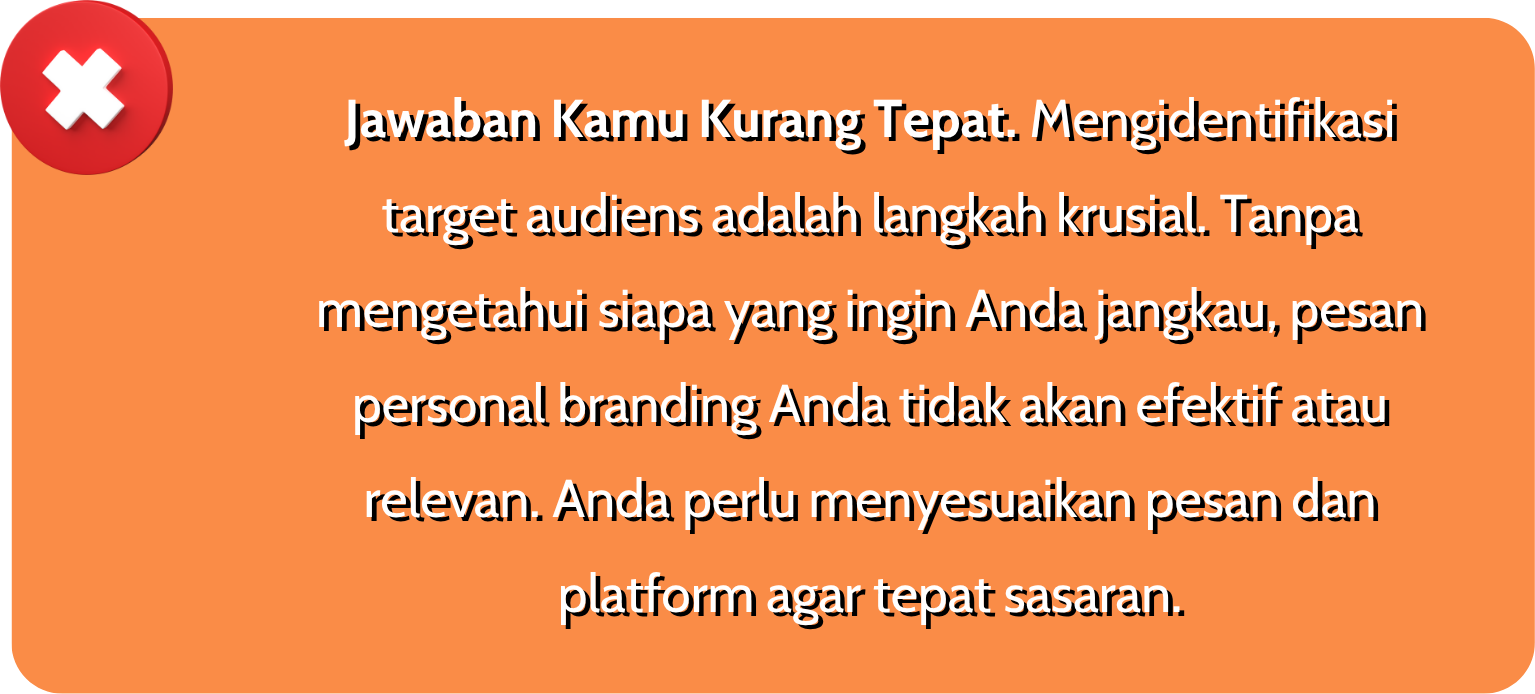 Jawaban Kamu Kurang Tepat. Mengidentifikasi
target audiens adalah langkah krusial. Tanpa
mengetahui siapa yang ingin Anda jangkau, pesan
personal branding Anda tidak akan efektif atau
relevan. Anda perlu menyesuaikan pesan dan
platform agar tepat sasaran.